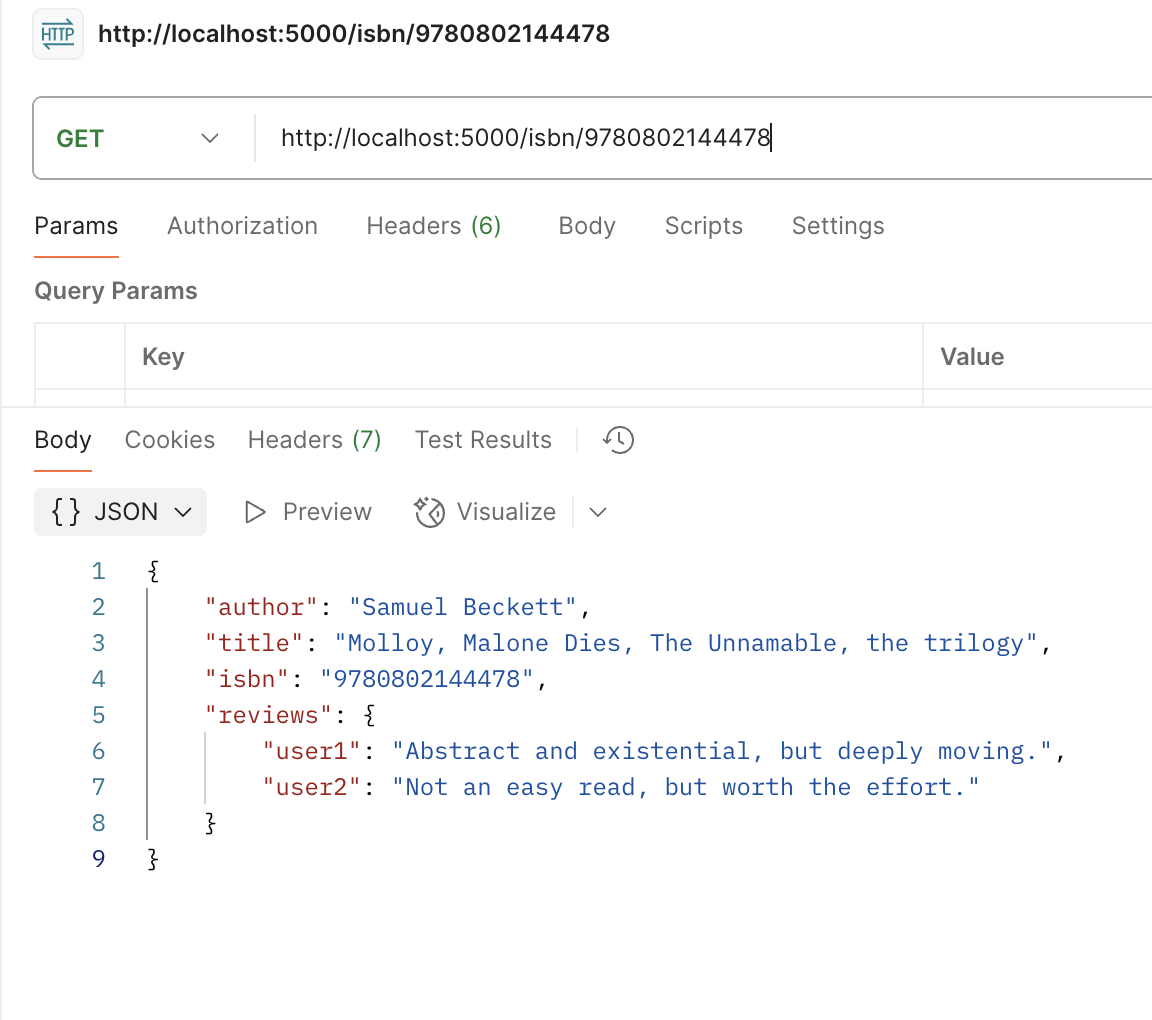 HTTP http://localhost:5000/isbn/9780802144478
GET http://localhost:5000/isbn/9780802144478
Params Authorization Headers (6) Body Scripts Settings
Query Params
Key Value
Body Cookies Headers (7) Test Results
{} JSON Preview Visualize
1 {
2 "author": "Samuel Beckett",
3 "title": "Molloy, Malone Dies, The Unnamable, the trilogy",
4 "isbn": "9780802144478",
5 "reviews": {
6 "user1": "Abstract and existential, but deeply moving.",
7 "user2": "Not an easy read, but worth the effort."
8 }
9 }